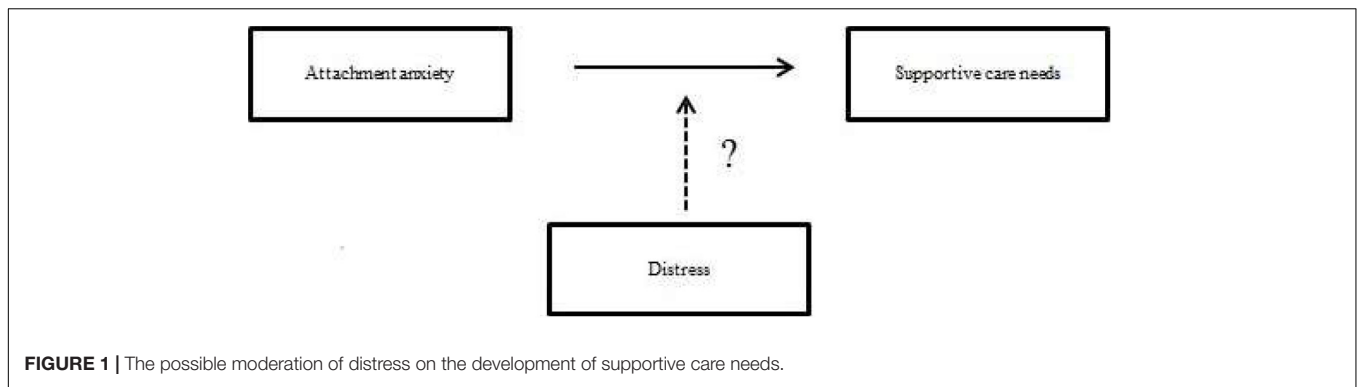 Attachment anxiety
Supportive care needs
?
Distress
FIGURE 1 | The possible moderation of distress on the development of supportive care needs.